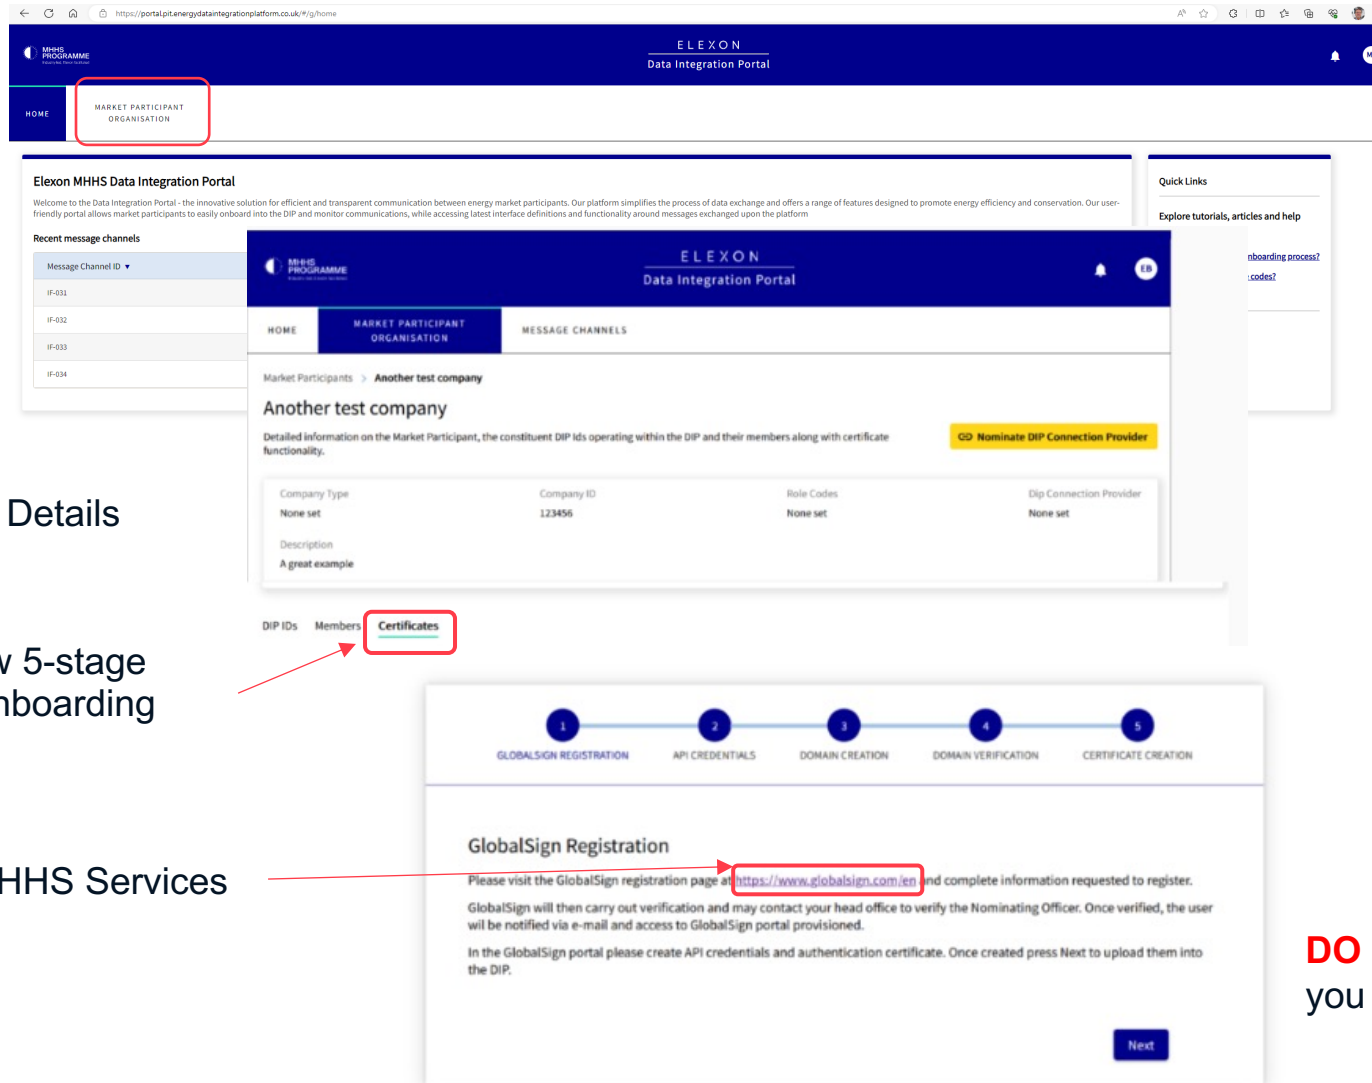 https://portal.pit.energydataintegrationplatform.co.uk/#/g/home
MHHS
PROGRAMME
ELEXON
Data Integration Portal
HOME
MARKET PARTICIPANT
ORGANISATION
Elexon MHHS Data Integration Portal
Welcome to the Data Integration Portal - the innovative solution for efficient and transparent communication between energy market participants. Our platform simplifies the process of data exchange and offers a range of features designed to promote energy efficiency and conservation. Our user-
friendly portal allows market participants to easily onboard into the DIP and monitor communications, while accessing latest interface definitions and functionality around messages exchanged upon the platform
Recent message channels
Message Channel ID ▼
IF-031
IF-032
IF-033
IF-034
Quick Links
Explore tutorials, articles and help
nboarding process?
codes?
MHHS
PROGRAMME
ELEXON
Data Integration Portal
EB
HOME
MARKET PARTICIPANT
ORGANISATION
MESSAGE CHANNELS
Market Participants > Another test company
Another test company
Detailed information on the Market Participant, the constituent DIP Ids operating within the DIP and their members along with certificate
functionality.
Nominate DIP Connection Provider
Company Type
Company ID
Role Codes
Dip Connection Provider
None set
123456
None set
None set
Description
A great example
Details
DIP IDs
Members
Certificates
w 5-stage
nboarding
1
2
3
4
5
GLOBALSIGN REGISTRATION
API CREDENTIALS
DOMAIN CREATION
DOMAIN VERIFICATION
CERTIFICATE CREATION
GlobalSign Registration
HHS Services
Please visit the GlobalSign registration page at https://www.globalsign.com/en and complete information requested to register.
GlobalSign will then carry out verification and may contact your head office to verify the Nominating Officer. Once verified, the user
wil be notified via e-mail and access to GlobalSign portal provisioned.
In the GlobalSign portal please create API credentials and authentication certificate. Once created press Next to upload them into
the DIP.
DO
you
Next